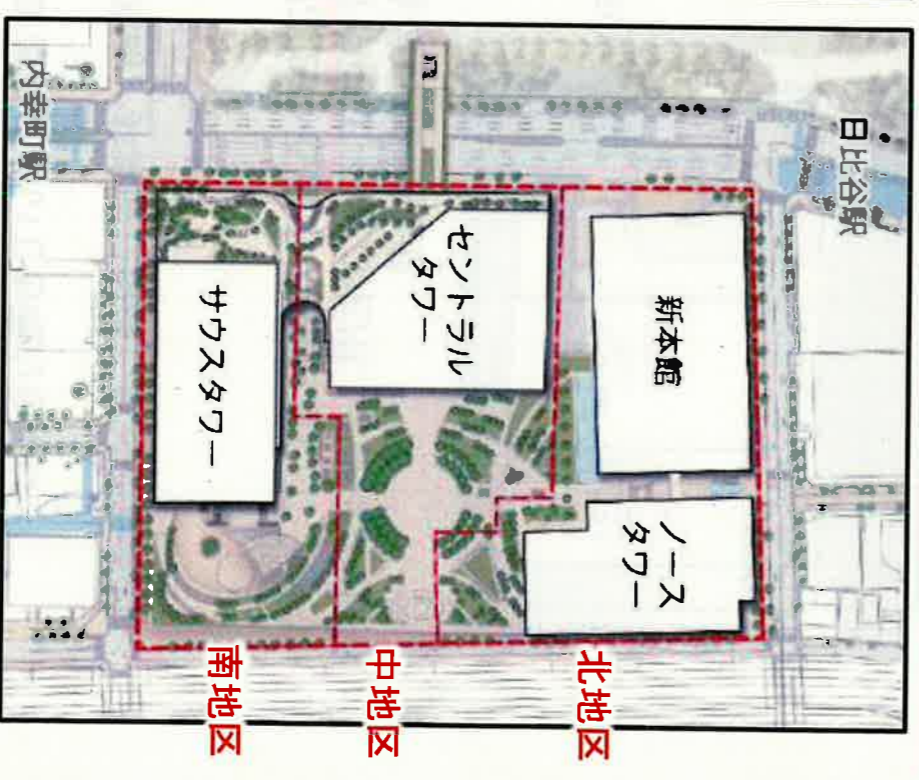 日比谷駅
内幸町駅
新本館
ノース
タワー
セントラル
タワー
サウスタワー
北地区
中地区
南地区